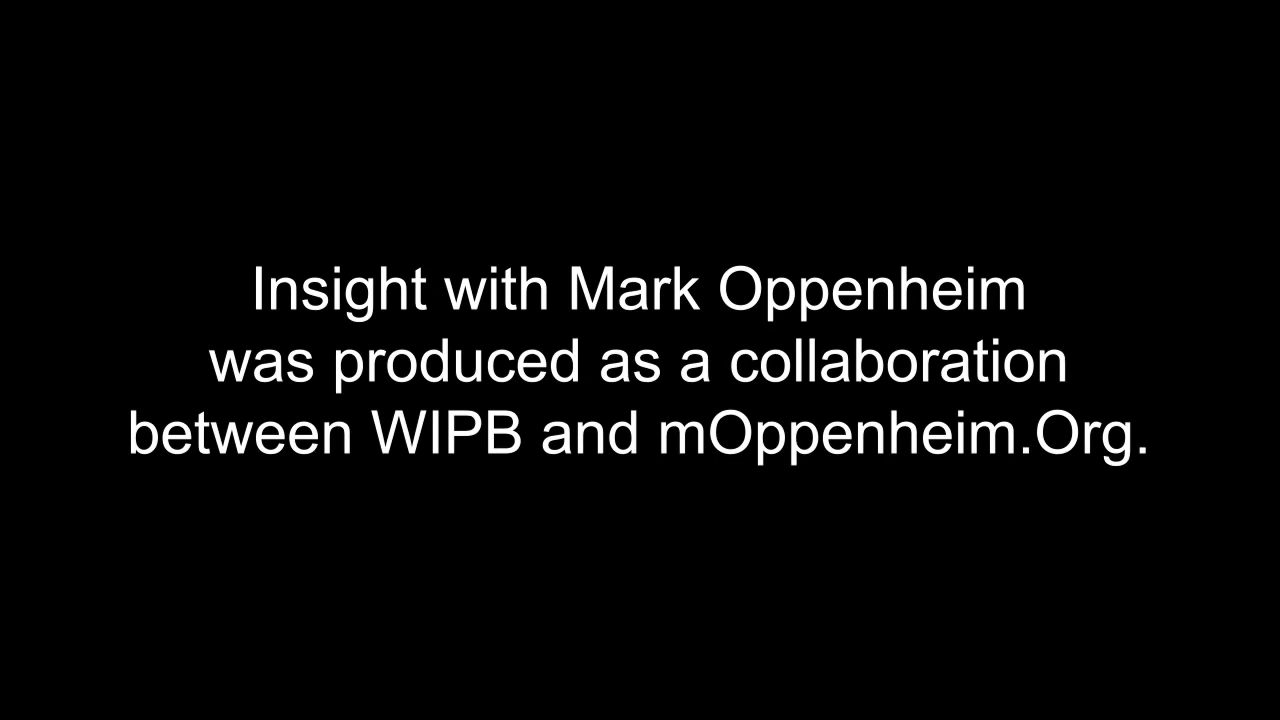 Insight with Mark Oppenheim
was produced as a collaboration
between WIPB and mOppenheim.Org.